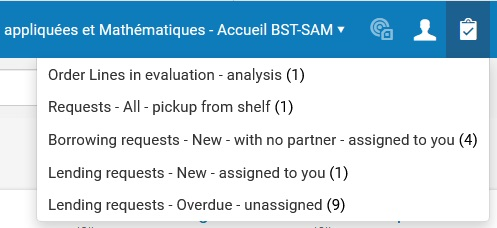 appliquées et Mathématiques - Accueil BST-SAM ▾
Order Lines in evaluation - analysis (1)
Requests - All - pickup from shelf (1)
Borrowing requests - New - with no partner - assigned to you (4)
Lending requests - New - assigned to you (1)
Lending requests - Overdue - unassigned (9)